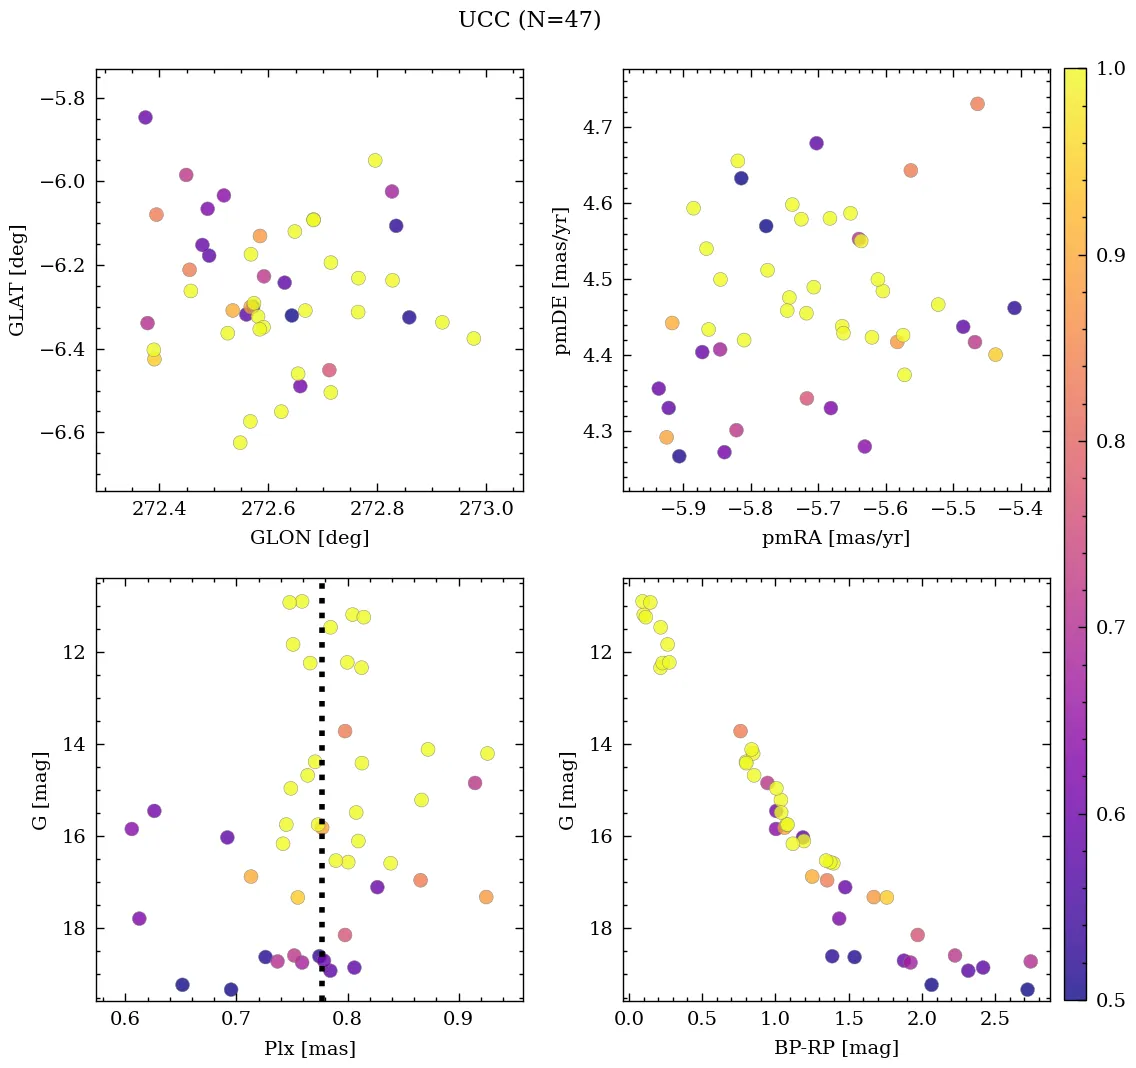 UCC (N=47)
−5.8
−6.0
−6.2
−6.4
−6.6
GLAT [deg]
272.4 272.6 272.8 273.0
GLON [deg]
4.7
4.6
4.5
4.4
4.3
pmDE [mas/yr]
−5.9 −5.8 −5.7 −5.6 −5.5 −5.4
pmRA [mas/yr]
12
14
16
18
G [mag]
0.6 0.7 0.8 0.9
Plx [mas]
12
14
16
18
G [mag]
0.0 0.5 1.0 1.5 2.0 2.5
BP-RP [mag]
1.0
0.9
0.8
0.7
0.6
0.5